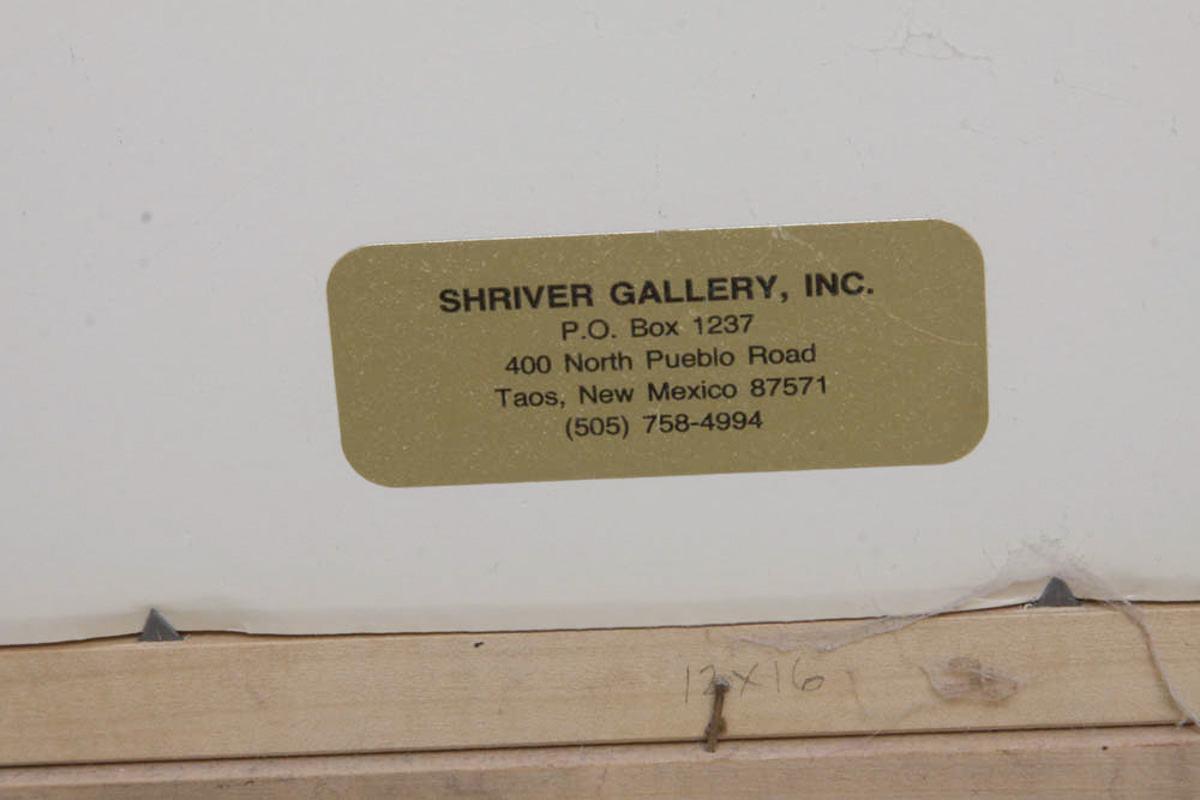 SHRIVER GALLERY, INC.
P.O. Box 1237
400 North Pueblo Road
Taos, New Mexico 87571
(505) 758-4994
12x16